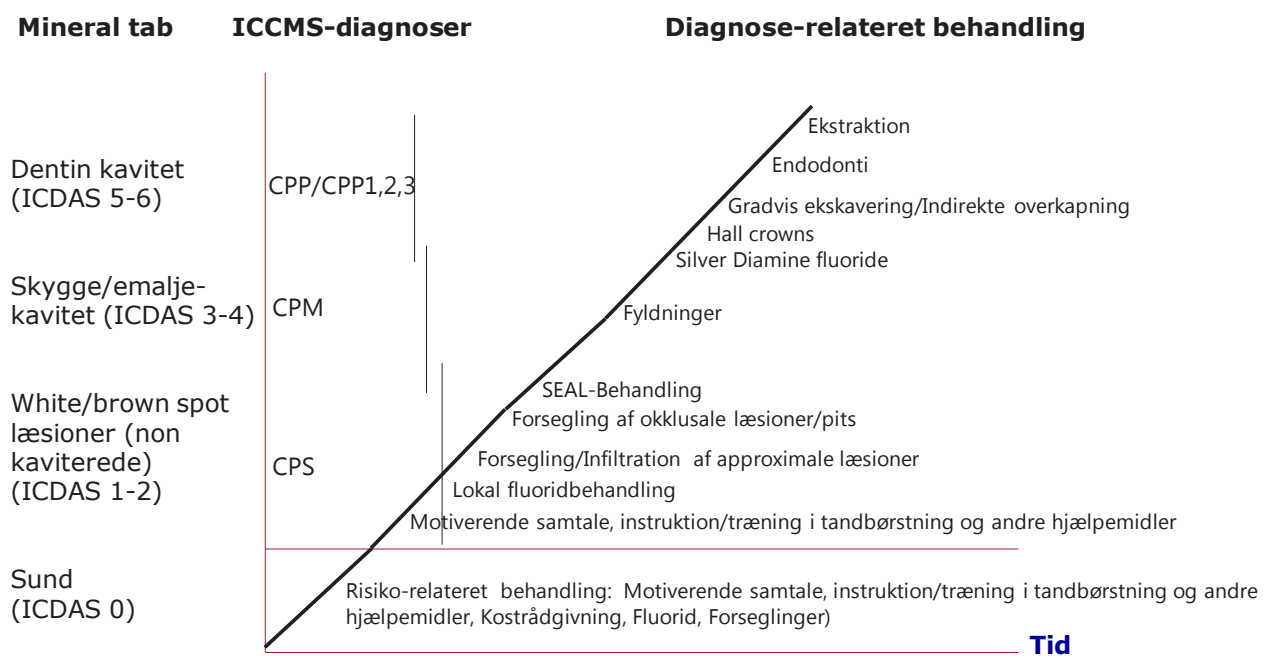 Mineral tab
ICCMS-diagnoser
Diagnose-relateret behandling
Ekstraktion
Dentin kavitet
(ICDAS 5-6)
CPP/CPP1,2,3
Endodonti
Gradvis ekskavering/Indirekte overkapning
Hall crowns
Silver Diamine fluoride
Skygge/emalje-
kavitet (ICDAS 3-4)
CPM
Fyldninger
SEAL-Behandling
White/brown spot
læsioner (non
kaviterede)
(ICDAS 1-2)
CPS
Forsegling af okklusale læsioner/pits
Forsegling/Infiltration af approximale læsioner
Lokal fluoridbehandling
Motiverende samtale, instruktion/træning i tandbørstning og andre hjælpemidler
Sund
(ICDAS 0)
Risiko-relateret behandling: Motiverende samtale, instruktion/træning i tandbørstning og andre
hjælpemidler, Kostrådgivning, Fluorid, Forseglinger)
Tid